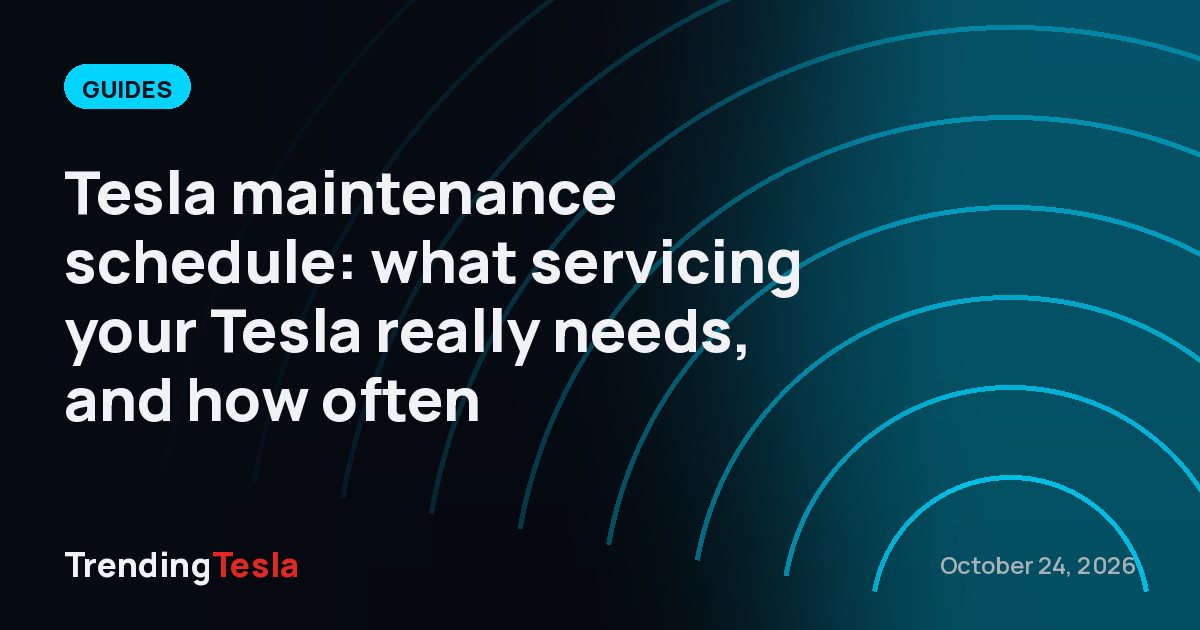 GUIDES
Tesla maintenance
schedule: what servicing
your Tesla really needs,
and how often
TrendingTesla
October 24, 2026